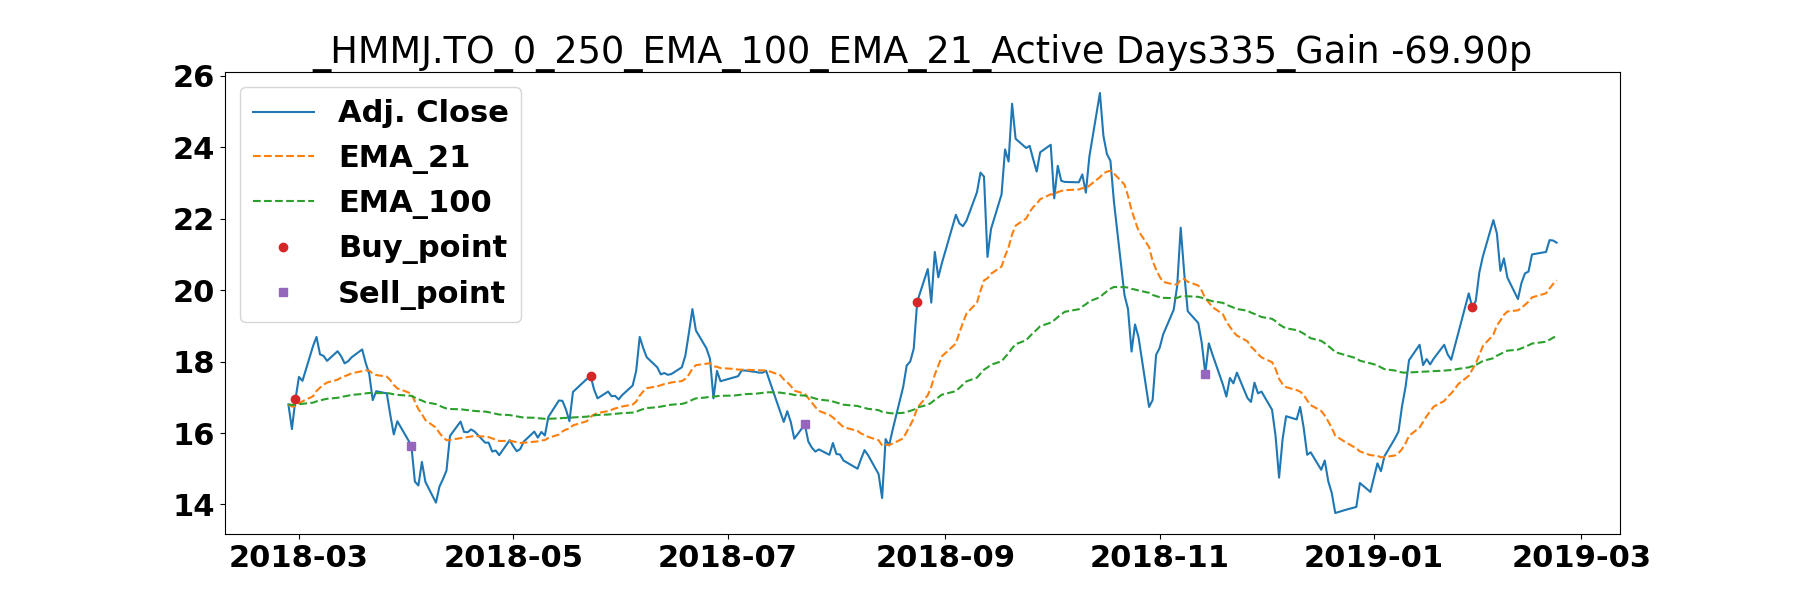 _HMMJ.TO_0_250_EMA_100_EMA_21_Active Days335_Gain -69.90p
26
24
22
20
18
16
14
Adj. Close
EMA_21
EMA_100
Buy_point
Sell_point
2018-03 2018-05 2018-07 2018-09 2018-11 2019-01 2019-03